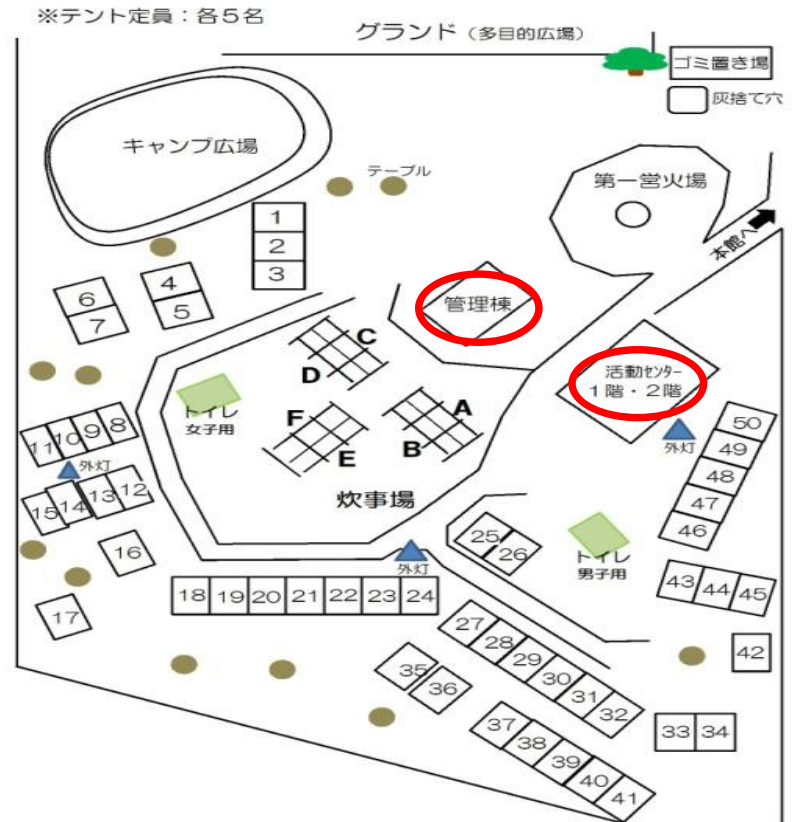 ※テント定員：各５名
グランド（多目的広場）
ゴミ置き場
灰捨て穴
キャンプ広場
テーブル
第一営火場
本館へ
1
2
3
4
5
6
7
管理棟
C
D
A
B
F
E
トイレ
女子用
炊事場
活動ｾﾝﾀｰ
１階・２階
外灯
50
49
48
47
46
11
10
9
8
外灯
15
14
13
12
16
17
25
26
トイレ
男子用
外灯
18
19
20
21
22
23
24
43
44
45
42
27
28
29
30
31
32
33
34
35
36
37
38
39
40
41